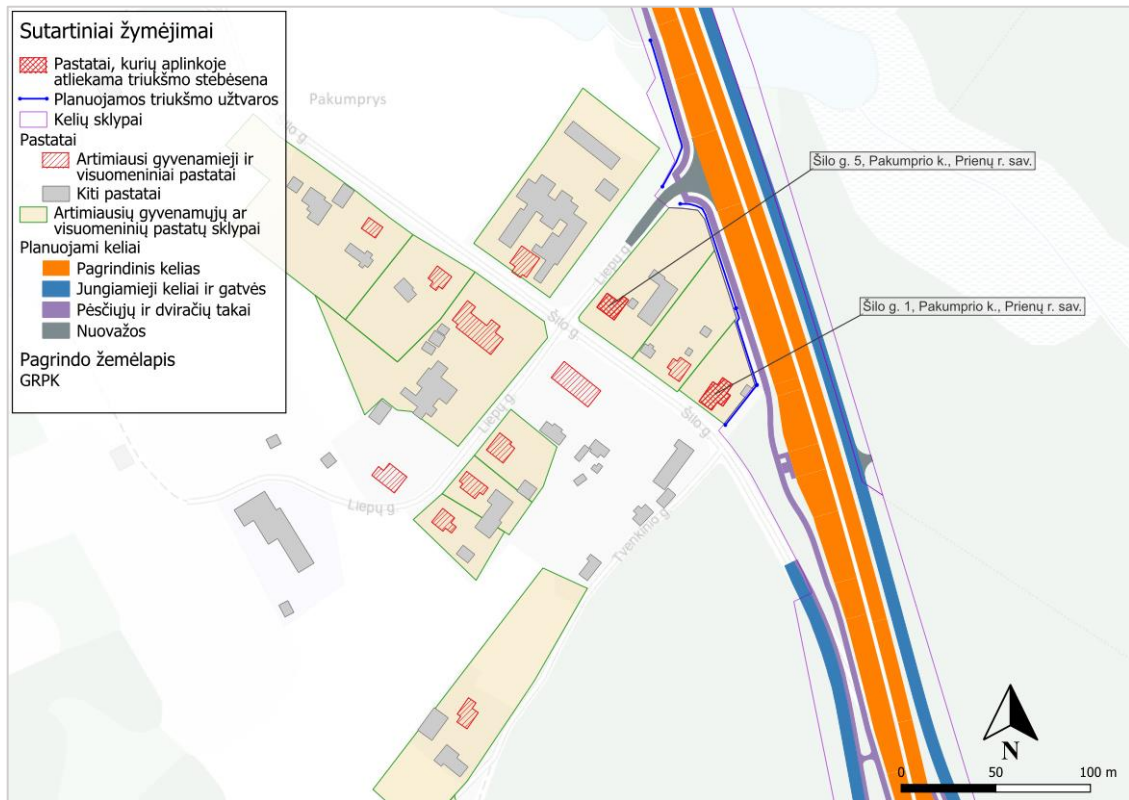 Sutartiniai žymėjimai
Pastatai, kurių aplinkoje
atliekama triukšmo stebėsena
Planuojamos triukšmo užtvaros
Kelių sklypai
Pastatai
Artimiausi gyvenamieji ir
visuomeniniai pastatai
Kiti pastatai
Artimiausių gyvenamųjų ar
visuomeninių pastatų sklypai
Planuojami keliai
Pagrindinis kelias
Jungiamieji keliai ir gatvės
Pėsčiųjų ir dviračių takai
Nuovažos
Pagrindo žemėlapis
GRPK
Pakumprys
Šilo g.
Šilo g. 5, Pakumprio k., Prienų r. sav.
Liepų g.
Šilo g. 1, Pakumprio k., Prienų r. sav.
Šilo g.
Liepų g.
Šilo g.
Liepų g.
Tvenkinio g.
N
0 50 100 m